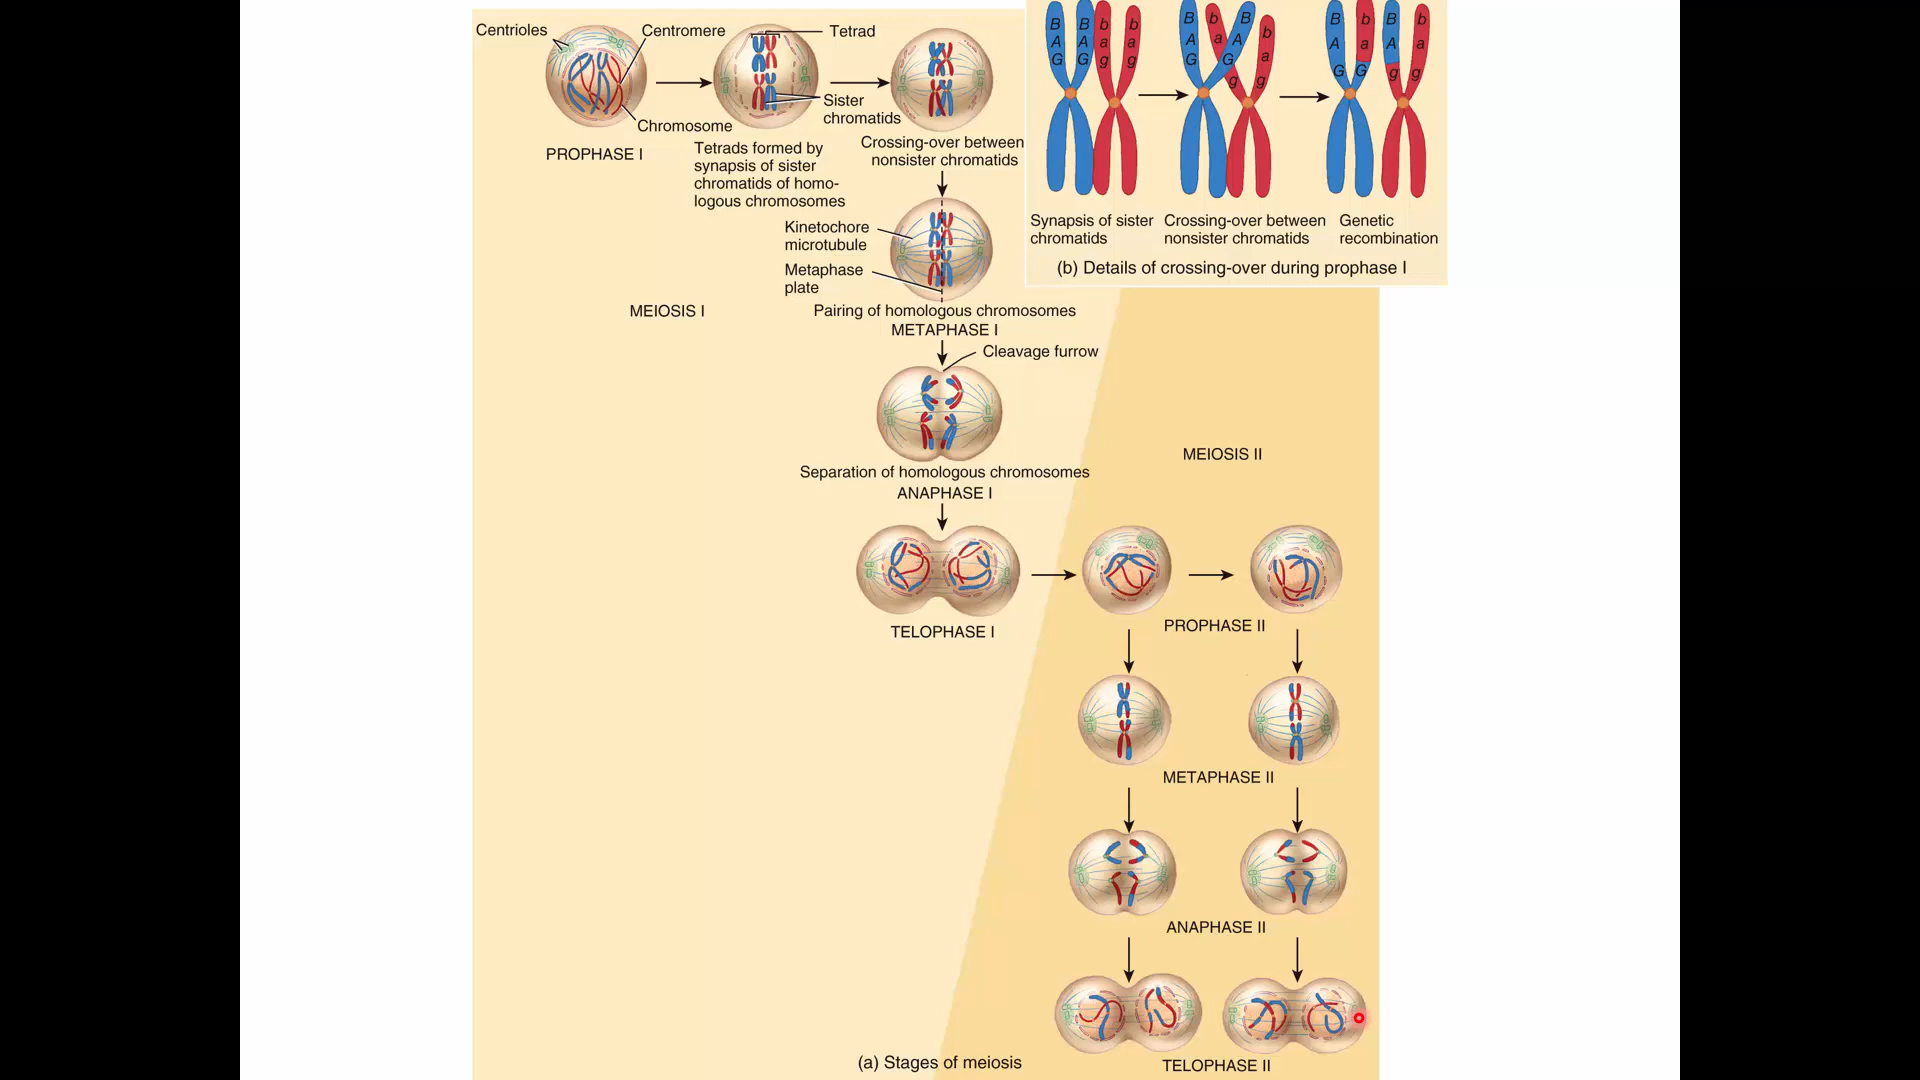 Centrioles
Centromere
Chromosome
PROPHASE I
Tetrad
Sister
chromatids
Tetrads formed by
synapsis of sister
chromatids of homo-
logous chromosomes
Crossing-over between
nonsister chromatids
Kinetochore
microtubule
Metaphase
plate
MEIOSIS I
Pairing of homologous chromosomes
METAPHASE I
Cleavage furrow
Separation of homologous chromosomes
ANAPHASE I
TELOPHASE I
B B b b
A A a a
G G g g
B b B b
A a A a
G G g g
B b B b
A a A a
G G g g
Synapsis of sister
chromatids
Crossing-over between
nonsister chromatids
Genetic
recombination
(b) Details of crossing-over during prophase I
MEIOSIS II
PROPHASE II
METAPHASE II
ANAPHASE II
TELOPHASE II
(a) Stages of meiosis